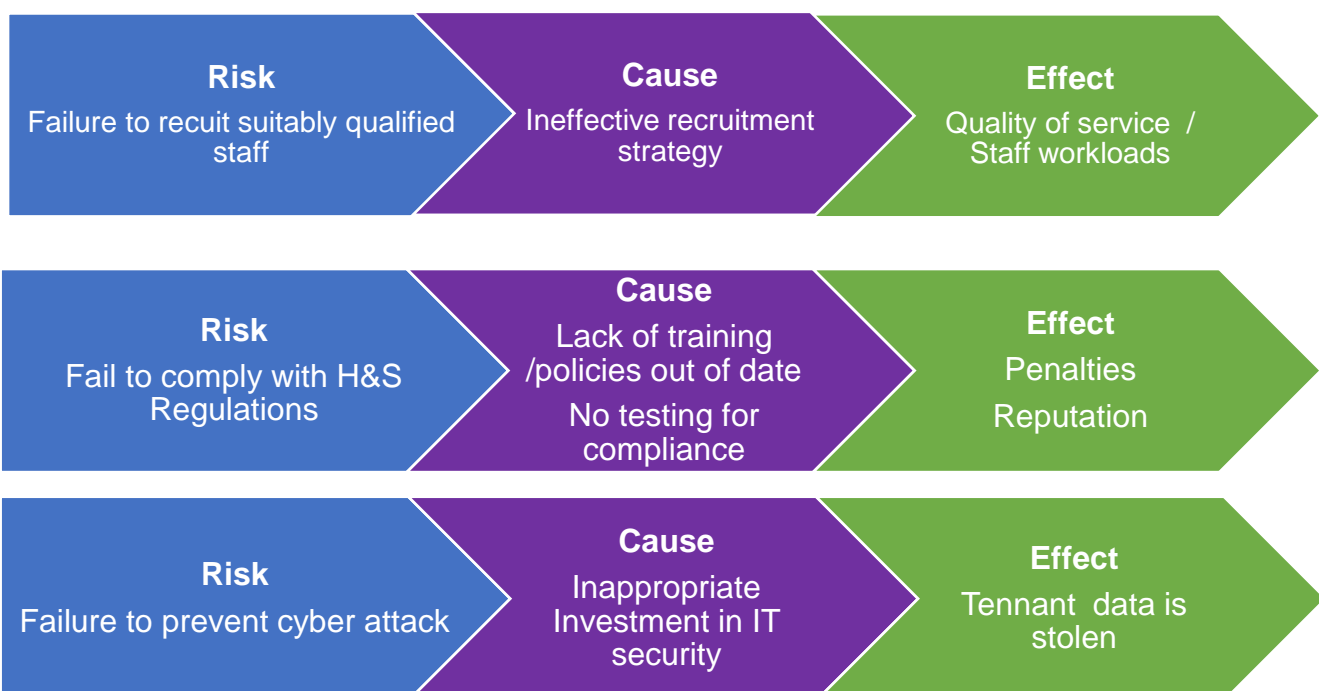 Risk
Failure to recuit suitably qualified
staff
Cause
Ineffective recruitment
strategy
Effect
Quality of service /
Staff workloads
Risk
Fail to comply with H&S
Regulations
Cause
Lack of training
/policies out of date
No testing for
compliance
Effect
Penalties
Reputation
Risk
Failure to prevent cyber attack
Cause
Inappropriate
Investment in IT
security
Effect
Tennant data is
stolen